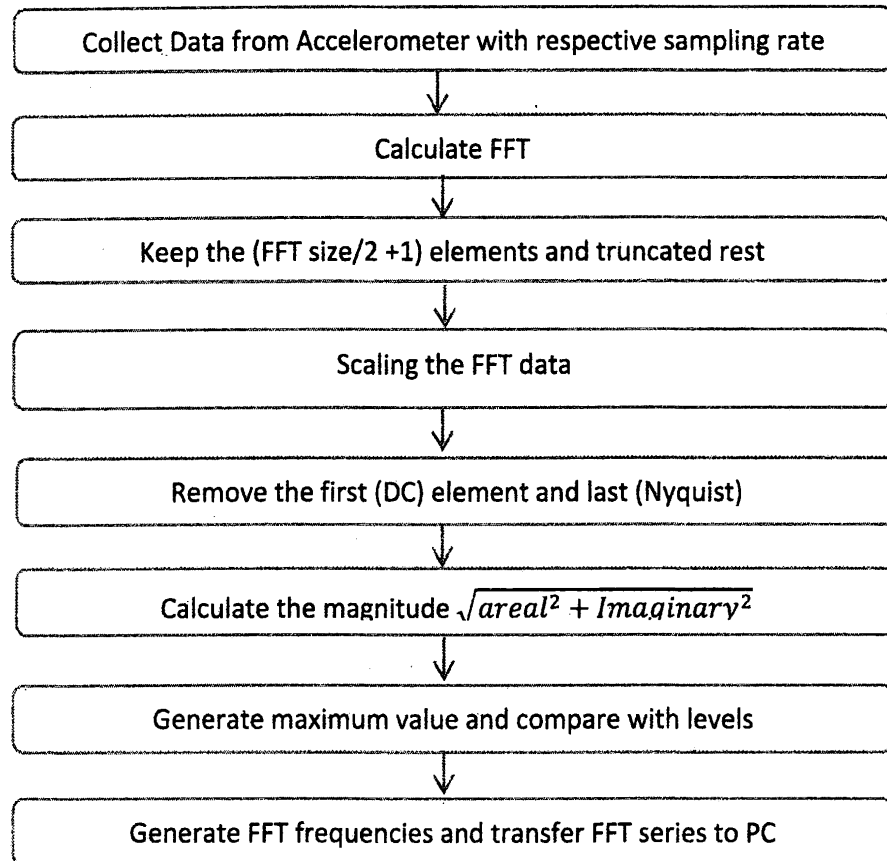 Collect Data from Accelerometer with respective sampling rate
Calculate FFT
Keep the (FFT size/2 +1) elements and truncated rest
Scaling the FFT data
Remove the first (DC) element and last (Nyquist)
Calculate the magnitude √areal² + Imaginary²
Generate maximum value and compare with levels
Generate FFT frequencies and transfer FFT series to PC